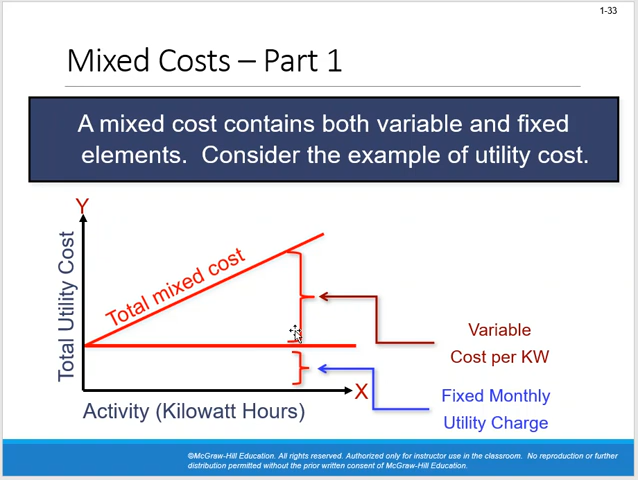 1-33
Mixed Costs – Part 1
A mixed cost contains both variable and fixed
elements. Consider the example of utility cost.
Y
Total Utility Cost
Total mixed cost
Variable
Cost per KW
X
Fixed Monthly
Utility Charge
Activity (Kilowatt Hours)
©McGraw-Hill Education. All rights reserved. Authorized only for instructor use in the classroom. No reproduction or further
distribution permitted without the prior written consent of McGraw-Hill Education.